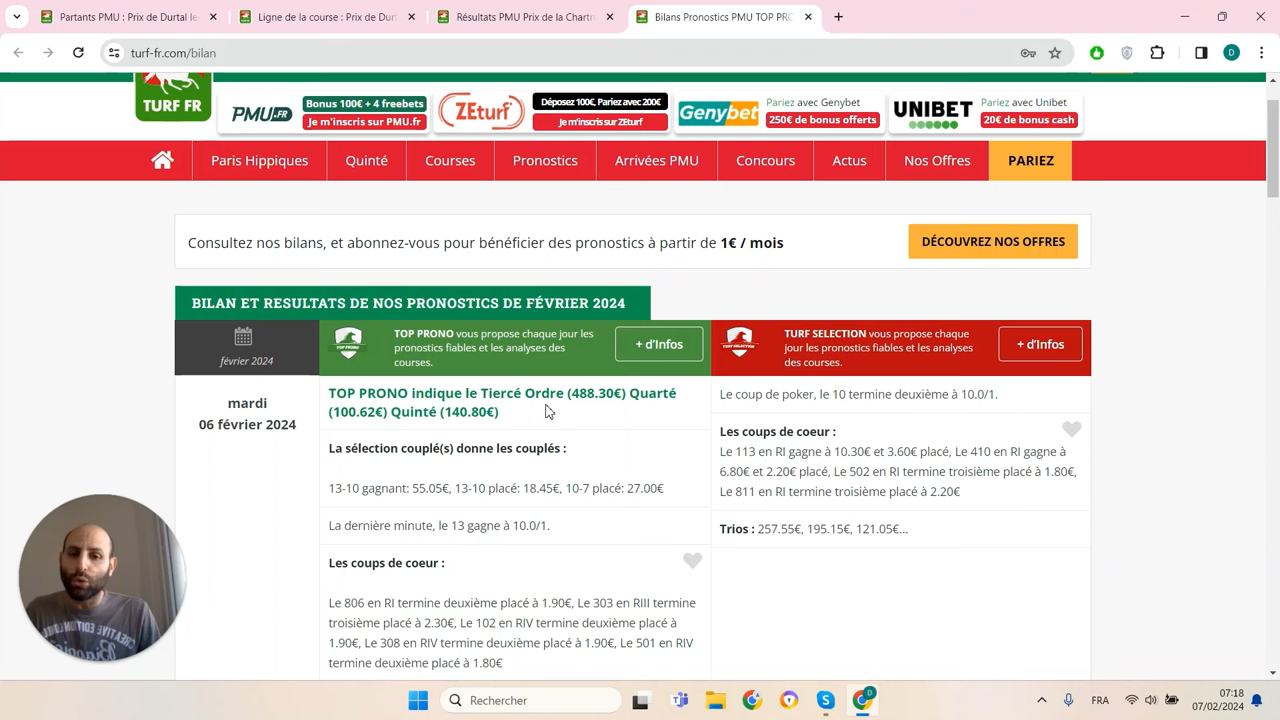 Partants PMU : Prix de Durtal le
Ligne de la course : Prix de Dur
Résultats PMU Prix de la Chartr
Bilans Pronostics PMU TOP PRO
turf-fr.com/bilan
TURF FR
PMU.FR
Bonus 100€ + 4 freebets
Je m'inscris sur PMU.fr
ZEturf
Déposez 100€, Pariez avec 200€
Je m'inscris sur ZEturf
Genybet
Pariez avec Genybet
250€ de bonus offerts
UNIBET
Pariez avec Unibet
20€ de bonus cash
Paris Hippiques Quinté Courses Pronostics Arrivées PMU Concours Actus Nos Offres PARIEZ
Consultez nos bilans, et abonnez-vous pour bénéficier des pronostics à partir de 1€ / mois
DÉCOUVREZ NOS OFFRES
BILAN ET RESULTATS DE NOS PRONOSTICS DE FÉVRIER 2024
février 2024
TOP PRONO
TOP PRONO vous propose chaque jour les
pronostics fiables et les analyses des
courses.
+ d'Infos
TURF SELECTION
TURF SELECTION vous propose chaque
jour les pronostics fiables et les analyses
des courses.
+ d'Infos
mardi
06 février 2024
TOP PRONO indique le Tiercé Ordre (488.30€) Quarté
(100.62€) Quinté (140.80€)
La sélection couplé(s) donne les couplés :
13-10 gagnant: 55.05€, 13-10 placé: 18.45€, 10-7 placé: 27.00€
La dernière minute, le 13 gagne à 10.0/1.
Les coups de coeur :
Le 806 en RI termine deuxième placé à 1.90€, Le 303 en RIII termine
troisième placé à 2.30€, Le 102 en RIV termine deuxième placé à
1.90€, Le 308 en RIV termine deuxième placé à 1.90€, Le 501 en RIV
termine deuxième placé à 1.80€
Le coup de poker, le 10 termine deuxième à 10.0/1.
Les coups de coeur :
Le 113 en RI gagne à 10.30€ et 3.60€ placé, Le 410 en RI gagne à
6.80€ et 2.20€ placé, Le 502 en RI termine troisième placé à 1.80€,
Le 811 en RI termine troisième placé à 2.20€
Trios : 257.55€, 195.15€, 121.05€...
CREATIVE EDITION
Rechercher
FRA
07:18
07/02/2024